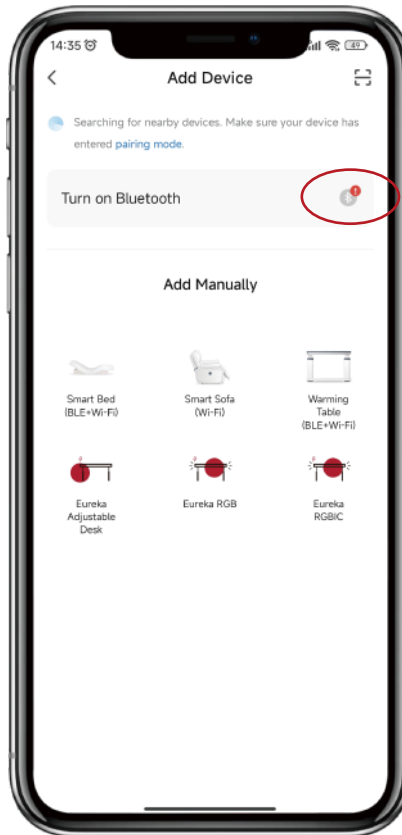 14:35
49
Add Device
Searching for nearby devices. Make sure your device has
entered pairing mode.
Turn on Bluetooth
Add Manually
Smart Bed
(BLE+Wi-Fi)
Smart Sofa
(Wi-Fi)
Warming
Table
(BLE+Wi-Fi)
Eureka
Adjustable
Desk
Eureka RGB
Eureka
RGBIC